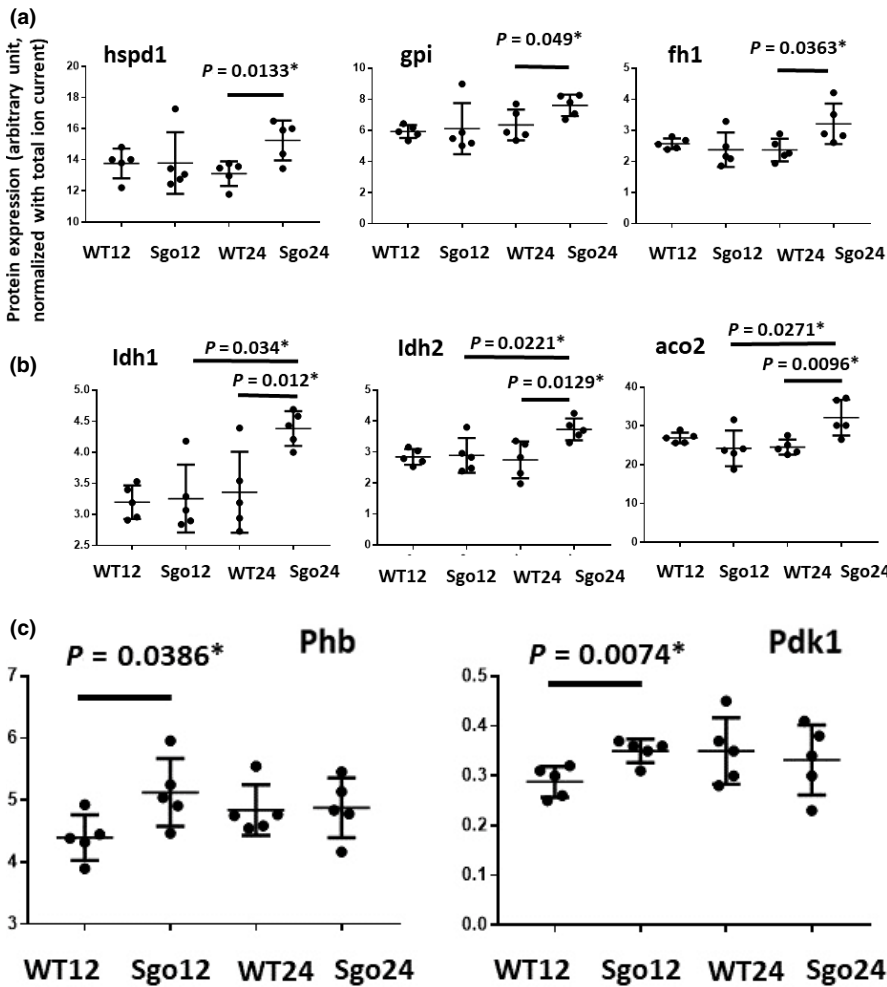 (a)
Protein expression (arbitrary unit,
normalized with total ion current)
hspd1
P = 0.0133*
20
18
16
14
12
10
WT12 Sgo12 WT24 Sgo24
gpi
P = 0.049*
10
8
6
4
2
0
WT12 Sgo12 WT24 Sgo24
fh1
P = 0.0363*
5
4
3
2
1
0
WT12 Sgo12 WT24 Sgo24
(b)
Idh1
P = 0.034*
P = 0.012*
5.0
4.5
4.0
3.5
3.0
2.5
WT12 Sgo12 WT24 Sgo24
Idh2
P = 0.0221*
P = 0.0129*
5
4
3
2
1
0
WT12 Sgo12 WT24 Sgo24
aco2
P = 0.0271*
P = 0.0096*
40
30
20
10
0
WT12 Sgo12 WT24 Sgo24
(c)
Phb
P = 0.0386*
7
6
5
4
3
WT12 Sgo12 WT24 Sgo24
Pdk1
P = 0.0074*
0.5
0.4
0.3
0.2
0.1
0.0
WT12 Sgo12 WT24 Sgo24